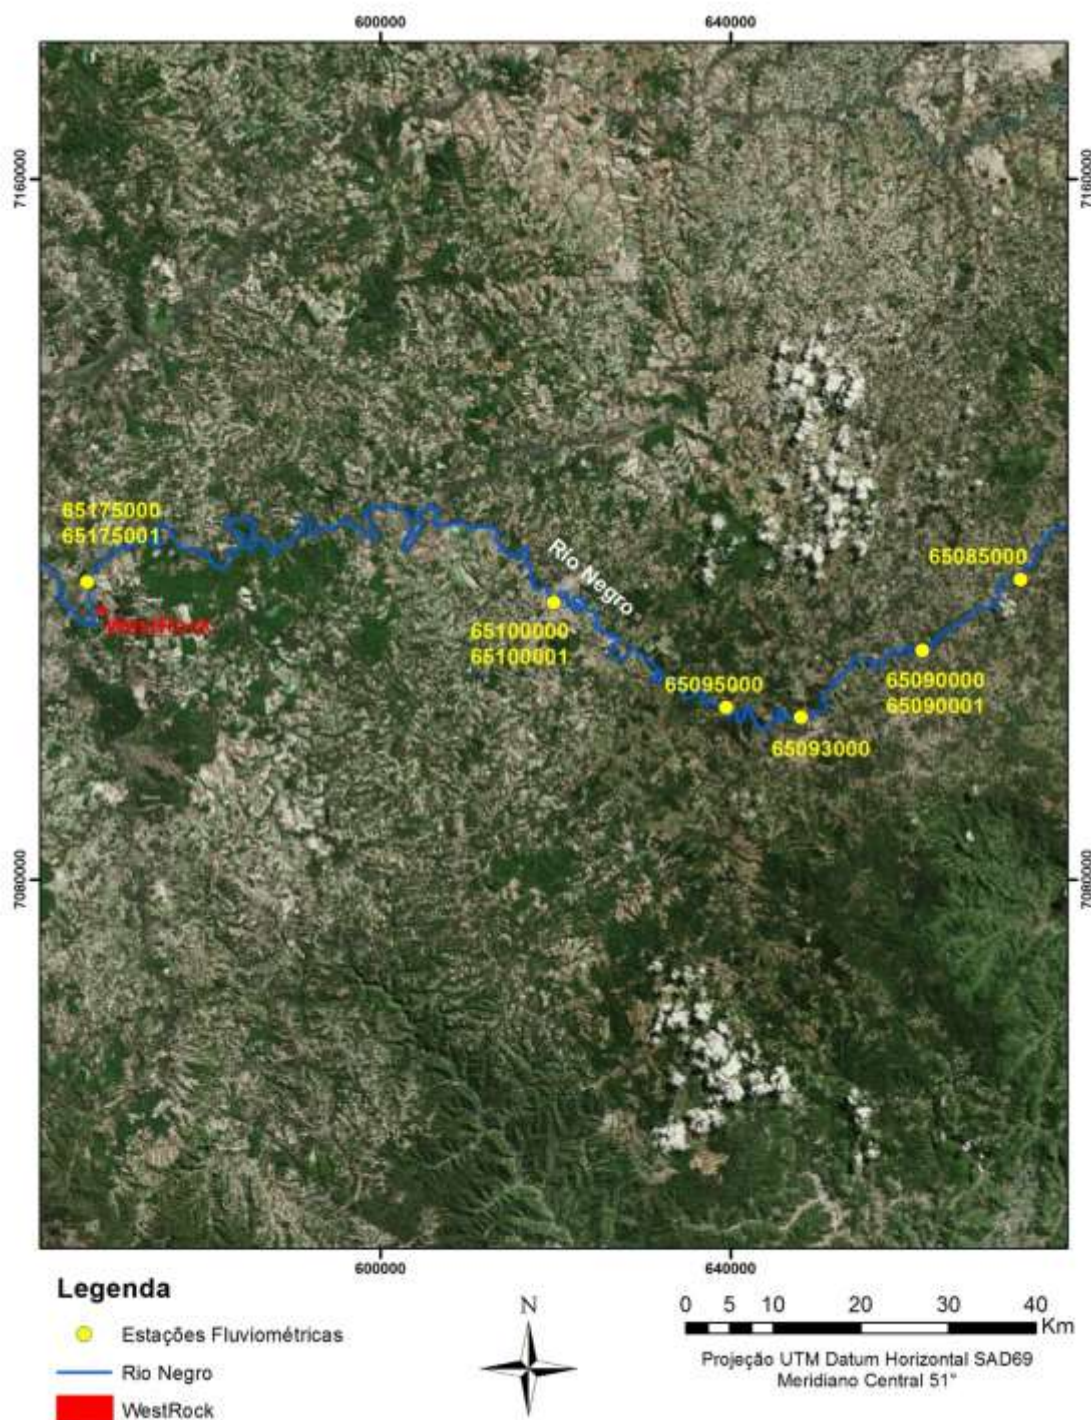 600000
640000
7160000
7160000
65175000
65175001
Rio Negro
65085000
WestRock
65100000
65100001
65095000
65090000
65090001
65093000
7080000
7080000
600000
640000
Legenda
Estações Fluviométricas
Rio Negro
WestRock
N
0 5 10 20 30 40
Km
Projeção UTM Datum Horizontal SAD69
Meridiano Central 51°